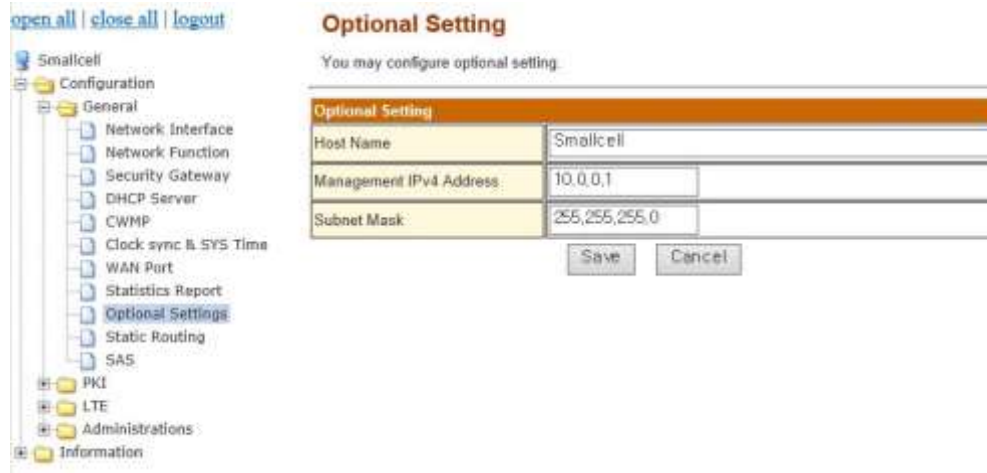 open all | close all | logout
Smallcell
Configuration
General
Network Interface
Network Function
Security Gateway
DHCP Server
CWMP
Clock sync & SYS Time
WAN Port
Statistics Report
Optional Settings
Static Routing
SAS
PKI
LTE
Administrations
Information
Optional Setting
You may configure optional setting.
Optional Setting
Host Name Smallcell
Management IPv4 Address 10,0,0,1
Subnet Mask 255,255,255,0
Save Cancel